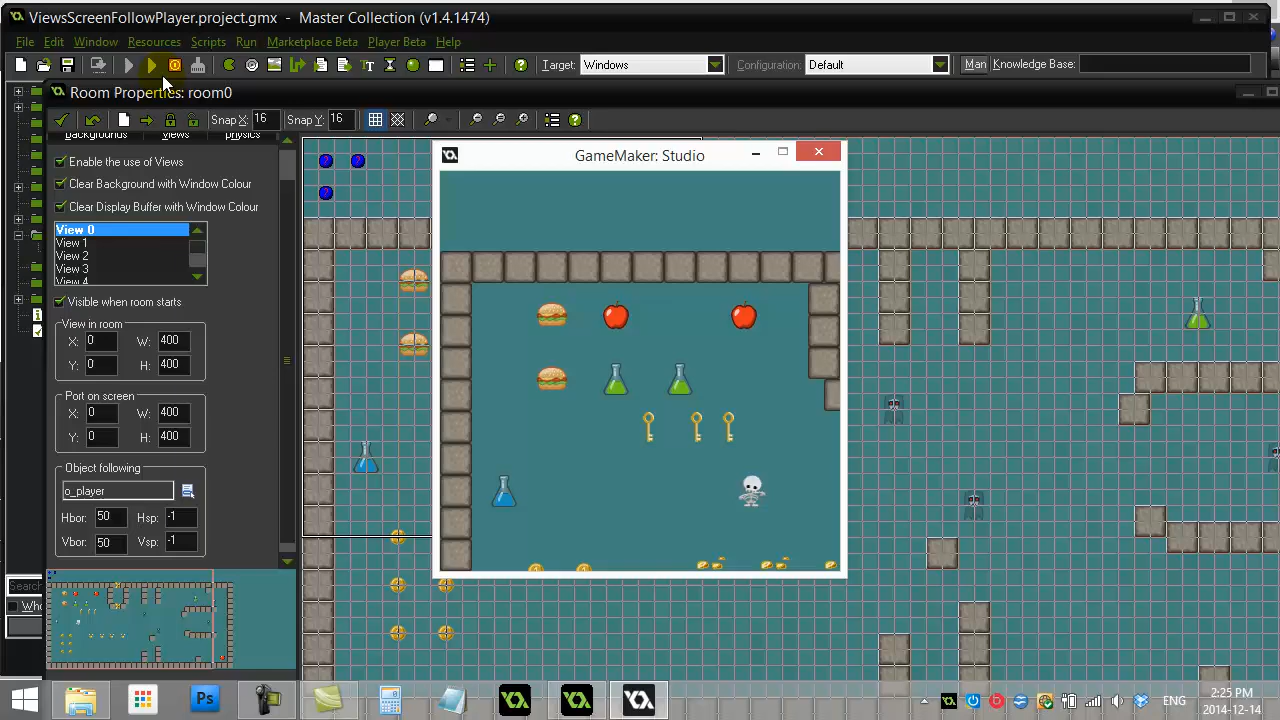 ViewsScreenFollowPlayer.project.gmx - Master Collection (v1.4.1474)
File Edit Window Resources Scripts Run Marketplace Beta Player Beta Help
Target: Windows Configuration: Default Man Knowledge Base:
Room Properties: room0
Snap X: 16 Snap Y: 16
Backgrounds Views Physics
GameMaker: Studio
Enable the use of Views
Clear Background with Window Colour
Clear Display Buffer with Window Colour
View 0
View 1
View 2
View 3
View 4
Visible when room starts
View in room
X: 0 W: 400
Y: 0 H: 400
Port on screen
X: 0 W: 400
Y: 0 H: 400
Object following
o_player
Hbor: 50 Hsp: -1
Vbor: 50 Vsp: -1
Search
Who
Ps
ENG
2:25 PM
2014-12-14